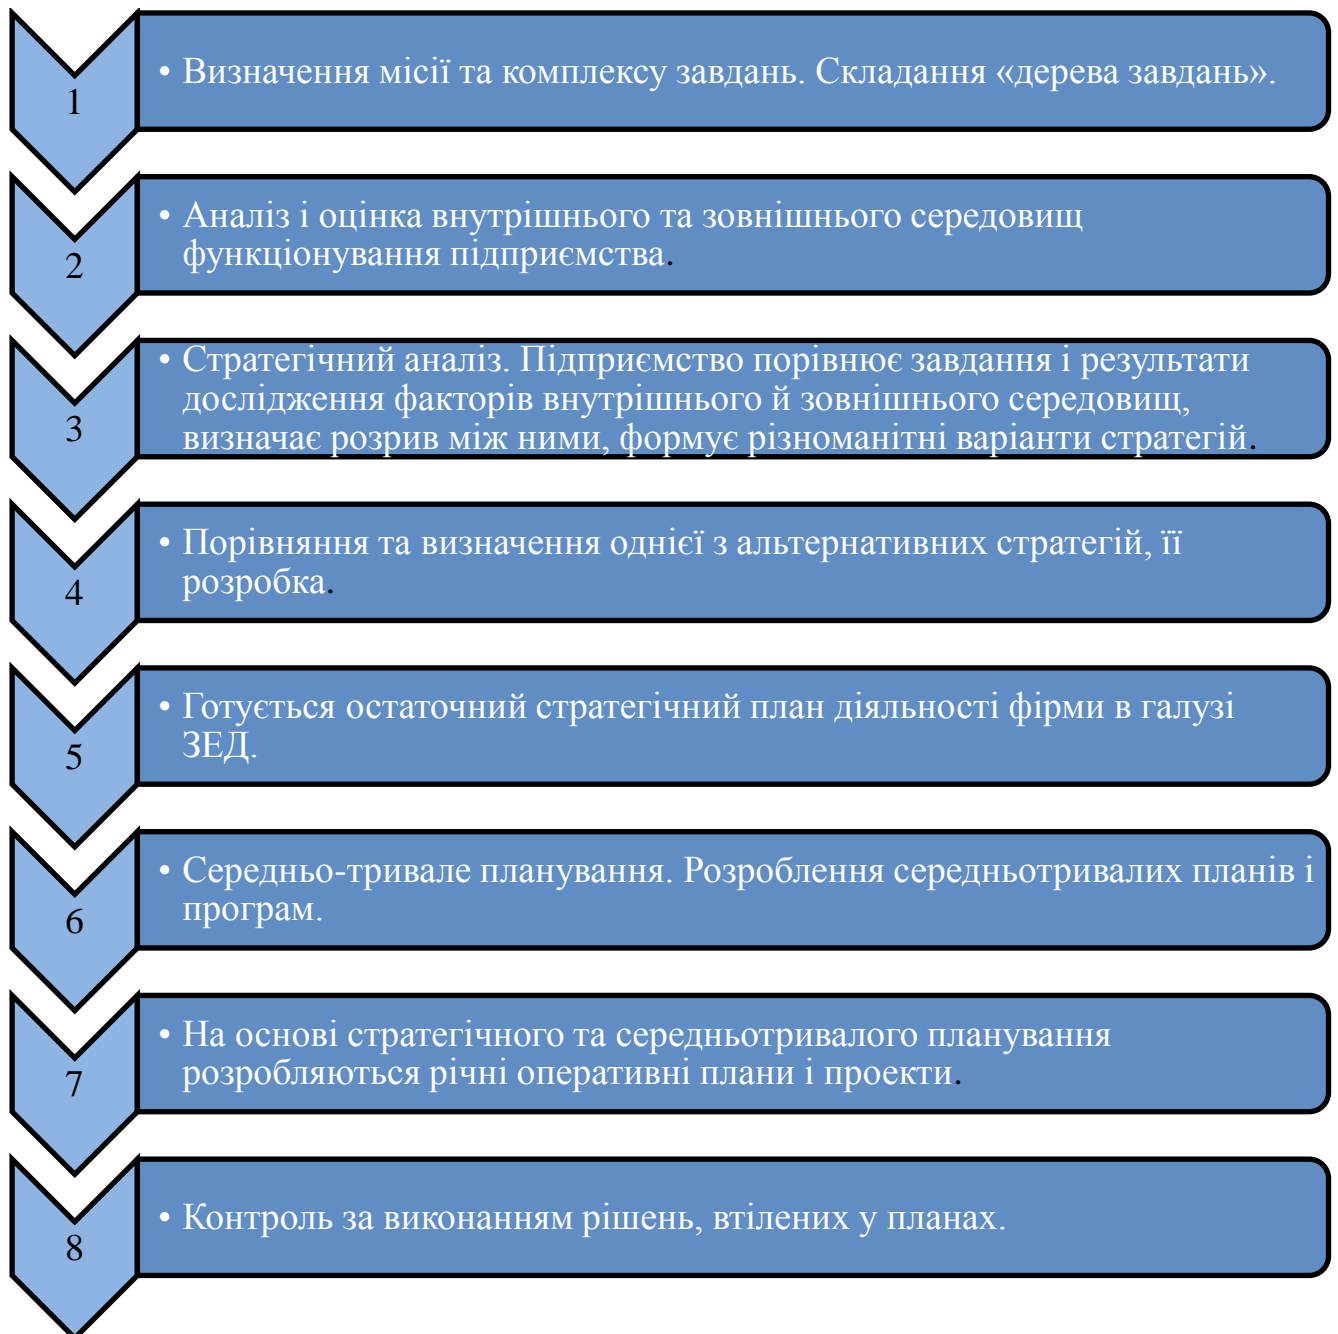 1
• Визначення місії та комплексу завдань. Складання «дерева завдань».
2
• Аналіз і оцінка внутрішнього та зовнішнього середовищ
функціонування підприємства.
3
• Стратегічний аналіз. Підприємство порівнює завдання і результати
дослідження факторів внутрішнього й зовнішнього середовищ,
визначає розрив між ними, формує різноманітні варіанти стратегій.
4
• Порівняння та визначення однієї з альтернативних стратегій, її
розробка.
5
• Готується остаточний стратегічний план діяльності фірми в галузі
ЗЕД.
6
• Середньо-тривале планування. Розроблення середньотривалих планів і
програм.
7
• На основі стратегічного та середньотривалого планування
розробляються річні оперативні плани і проекти.
8
• Контроль за виконанням рішень, втілених у планах.